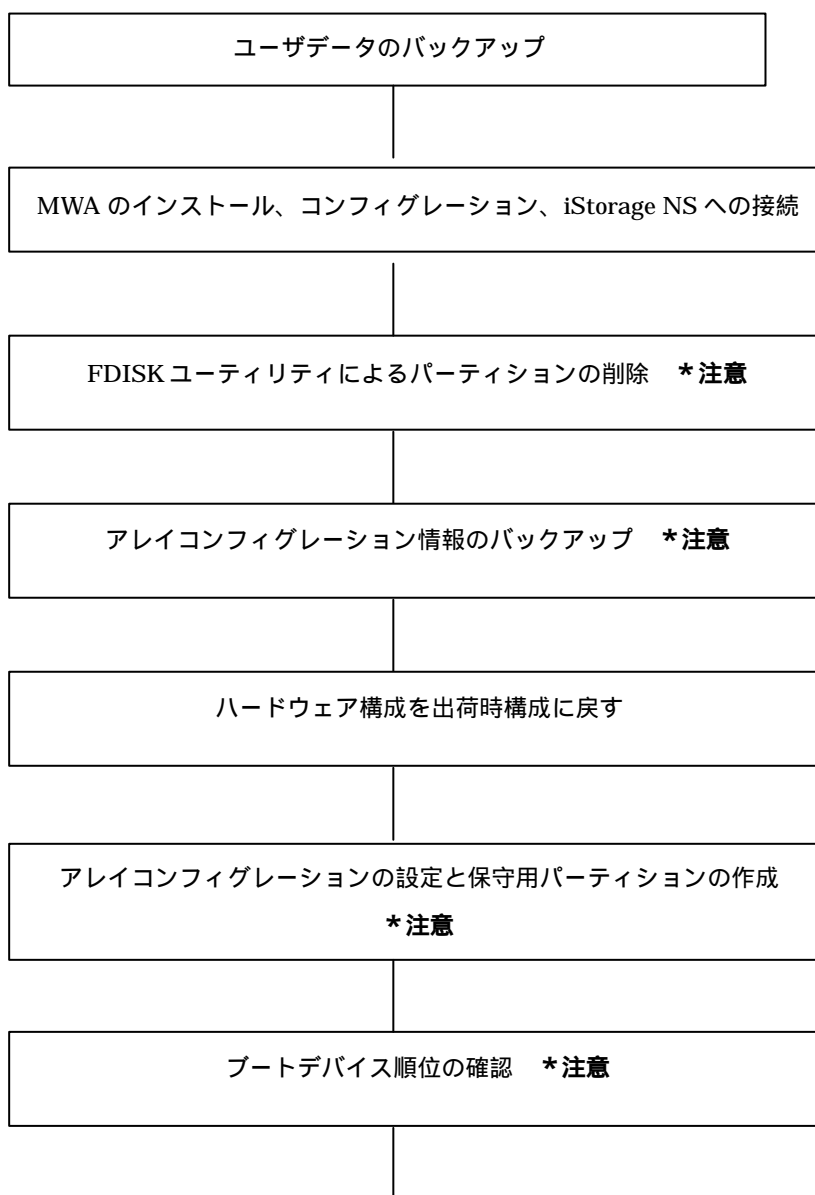 ユーザデータのバックアップ
MWA のインストール、コンフィグレーション、iStorage NS への接続
FDISK ユーティリティによるパーティションの削除　*注意
アレイコンフィグレーション情報のバックアップ　*注意
ハードウェア構成を出荷時構成に戻す
アレイコンフィグレーションの設定と保守用パーティションの作成
*注意
ブートデバイス順位の確認　*注意